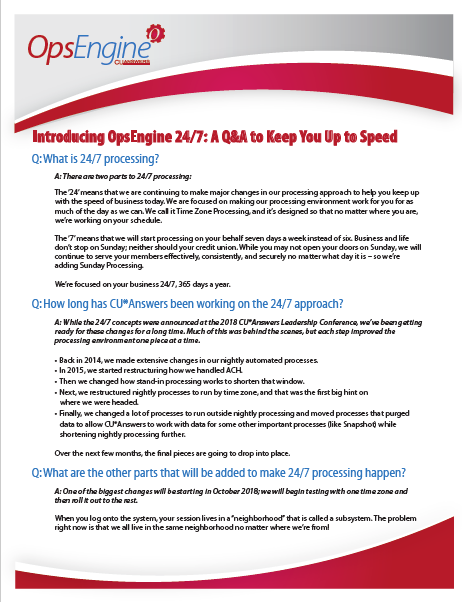 OpsEngine
CU*ANSWERS
Introducing OpsEngine 24/7: A Q&A to Keep You Up to Speed
Q: What is 24/7 processing?
A: There are two parts to 24/7 processing:
The ‘24’ means that we are continuing to make major changes in our processing approach to help you keep up
with the speed of business today. We are focused on making our processing environment work for you for as
much of the day as we can. We call it Time Zone Processing, and it’s designed so that no matter where you are,
we’re working on your schedule.
The ‘7’ means that we will start processing on your behalf seven days a week instead of six. Business and life
don’t stop on Sunday; neither should your credit union. While you may not open your doors on Sunday, we will
continue to serve your members effectively, consistently, and securely no matter what day it is – so we’re
adding Sunday Processing.
We’re focused on your business 24/7, 365 days a year.
Q: How long has CU*Answers been working on the 24/7 approach?
A: While the 24/7 concepts were announced at the 2018 CU*Answers Leadership Conference, we’ve been getting
ready for these changes for a long time. Much of this was behind the scenes, but each step improved the
processing environment one piece at a time.
• Back in 2014, we made extensive changes in our nightly automated processes.
• In 2015, we started restructuring how we handled ACH.
• Then we changed how stand-in processing works to shorten that window.
• Next, we restructured nightly processes to run by time zone, and that was the first big hint on
where we were headed.
• Finally, we changed a lot of processes to run outside nightly processing and moved processes that purged
data to allow CU*Answers to work with data for some other important processes (like Snapshot) while
shortening nightly processing further.
Over the next few months, the final pieces are going to drop into place.
Q: What are the other parts that will be added to make 24/7 processing happen?
A: One of the biggest changes will be starting in October 2018; we will begin testing with one time zone and
then roll it out to the rest.
When you log onto the system, your session lives in a “neighborhood” that is called a subsystem. The problem
right now is that we all live in the same neighborhood no matter where we’re from!